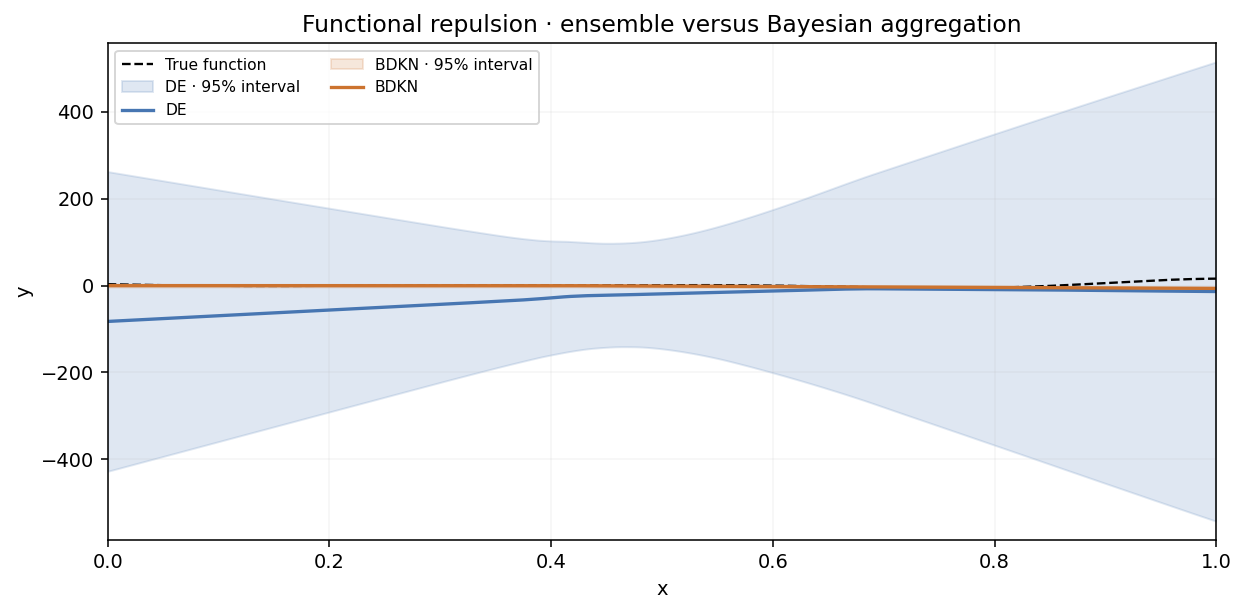 Functional repulsion · ensemble versus Bayesian aggregation
True function
DE · 95% interval
DE
BDKN · 95% interval
BDKN
y
400
200
0
−200
−400
0.0 0.2 0.4 0.6 0.8 1.0
x